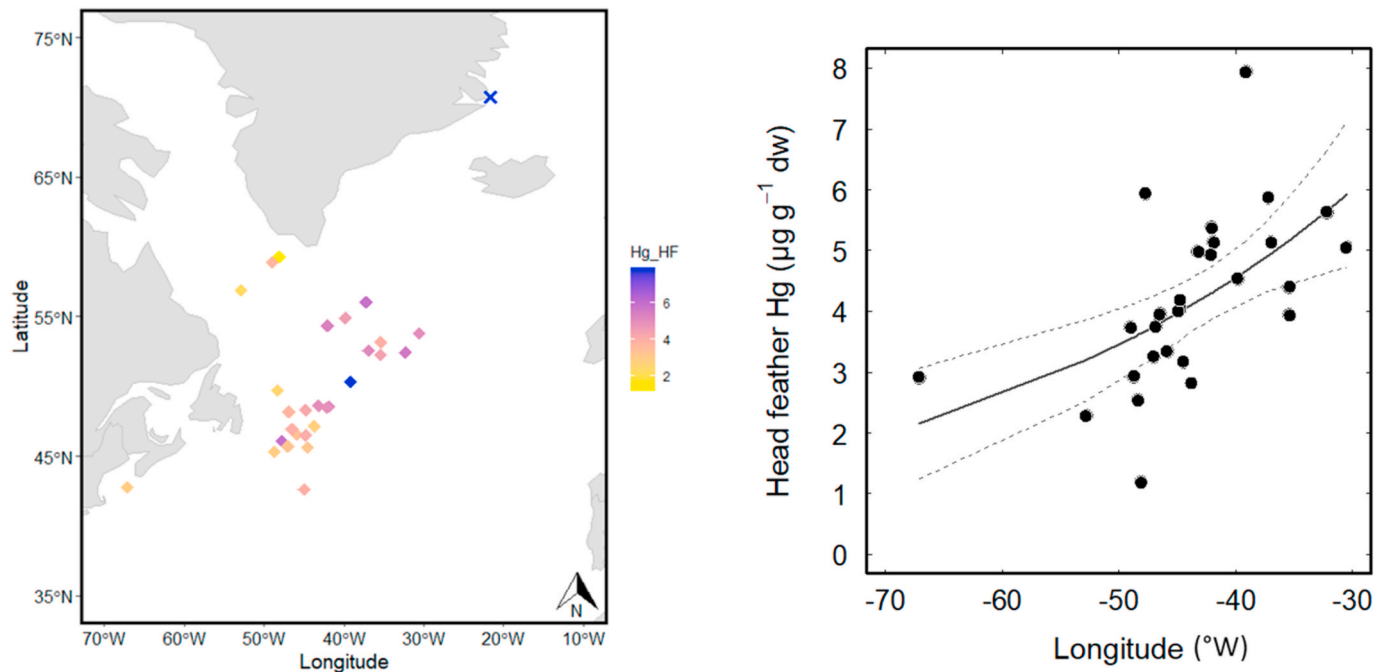 75°N
65°N
55°N
45°N
35°N
Latitude
70°W 60°W 50°W 40°W 30°W 20°W 10°W
Longitude
N
Hg_HF
6
4
2
Head feather Hg (µg g⁻¹ dw)
8
7
6
5
4
3
2
1
0
-70 -60 -50 -40 -30
Longitude (°W)